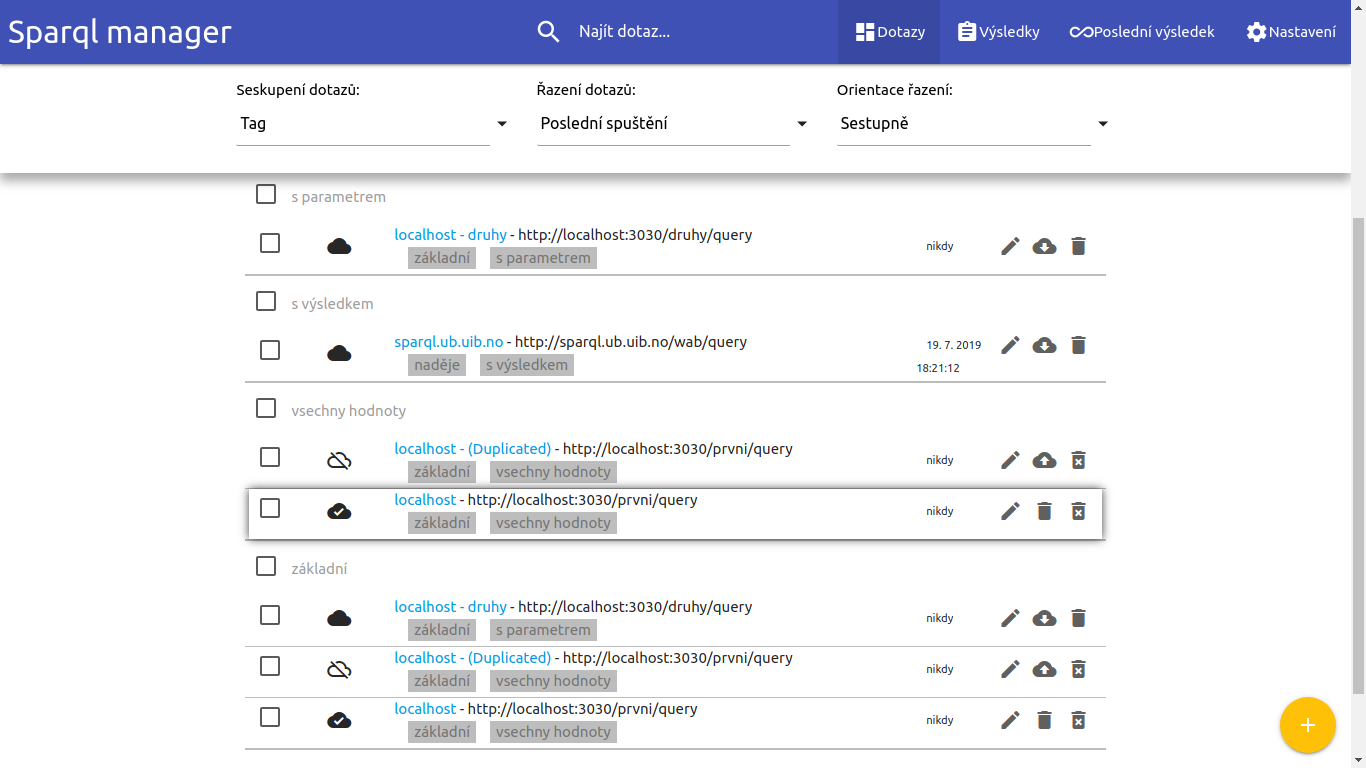 Sparql manager
Najít dotaz...
Dotazy
Výsledky
Poslední výsledek
Nastavení
Seskupení dotazů:
Řazení dotazů:
Orientace řazení:
Tag
Poslední spuštění
Sestupně
s parametrem
localhost - druhy - http://localhost:3030/druhy/query
nikdy
základní s parametrem
s výsledkem
sparql.ub.uib.no - http://sparql.ub.uib.no/wab/query
19. 7. 2019
18:21:12
naděje s výsledkem
vsechny hodnoty
localhost - (Duplicated) - http://localhost:3030/prvni/query
nikdy
základní vsechny hodnoty
localhost - http://localhost:3030/prvni/query
nikdy
základní vsechny hodnoty
základní
localhost - druhy - http://localhost:3030/druhy/query
nikdy
základní s parametrem
localhost - (Duplicated) - http://localhost:3030/prvni/query
nikdy
základní vsechny hodnoty
localhost - http://localhost:3030/prvni/query
nikdy
základní vsechny hodnoty